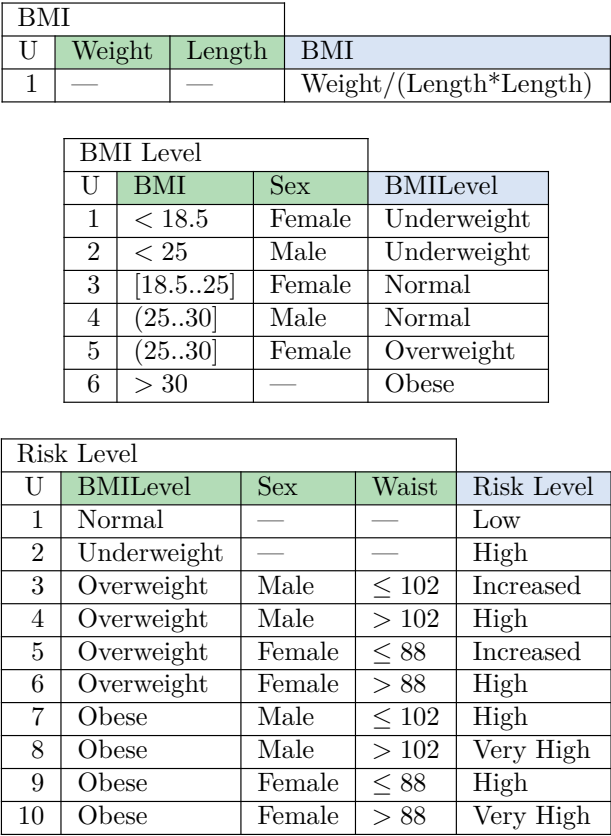 BMI
U Weight Length BMI
1 — — Weight/(Length*Length)
BMI Level
U BMI Sex BMILevel
1 < 18.5 Female Underweight
2 < 25 Male Underweight
3 [18.5..25] Female Normal
4 (25..30] Male Normal
5 (25..30] Female Overweight
6 > 30 — Obese
Risk Level
U BMILevel Sex Waist Risk Level
1 Normal — — Low
2 Underweight — — High
3 Overweight Male ≤ 102 Increased
4 Overweight Male > 102 High
5 Overweight Female ≤ 88 Increased
6 Overweight Female > 88 High
7 Obese Male ≤ 102 High
8 Obese Male > 102 Very High
9 Obese Female ≤ 88 High
10 Obese Female > 88 Very High